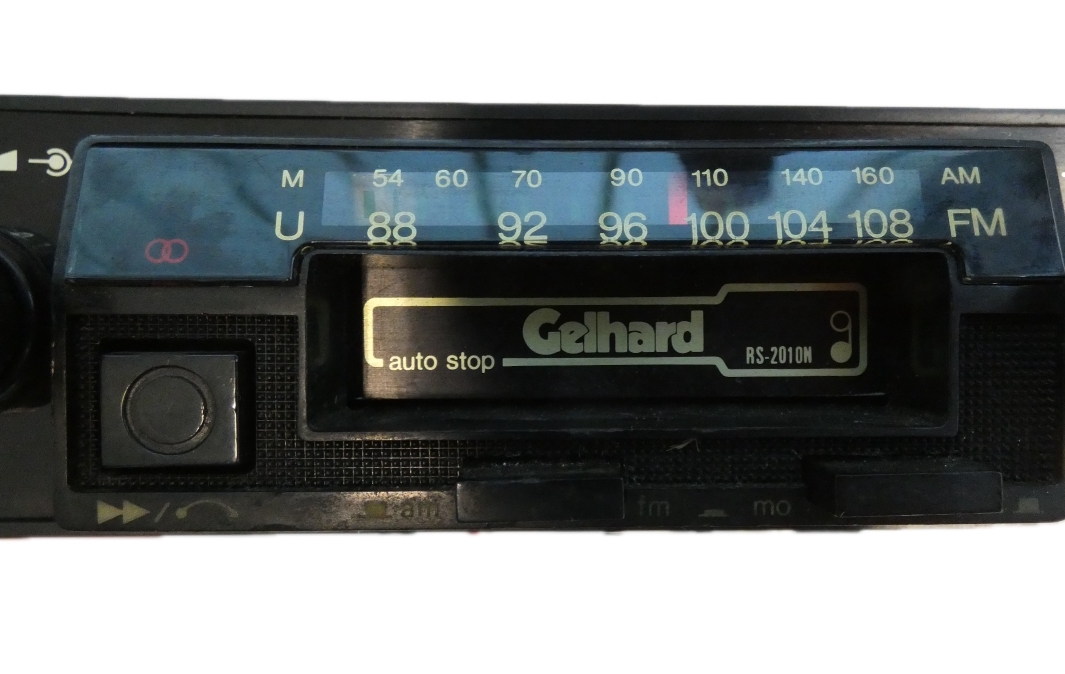 M 54 60 70 90 110 140 160 AM
U 88 92 96 100 104 108 FM
Gelhard
auto stop RS-2010N
am fm mo